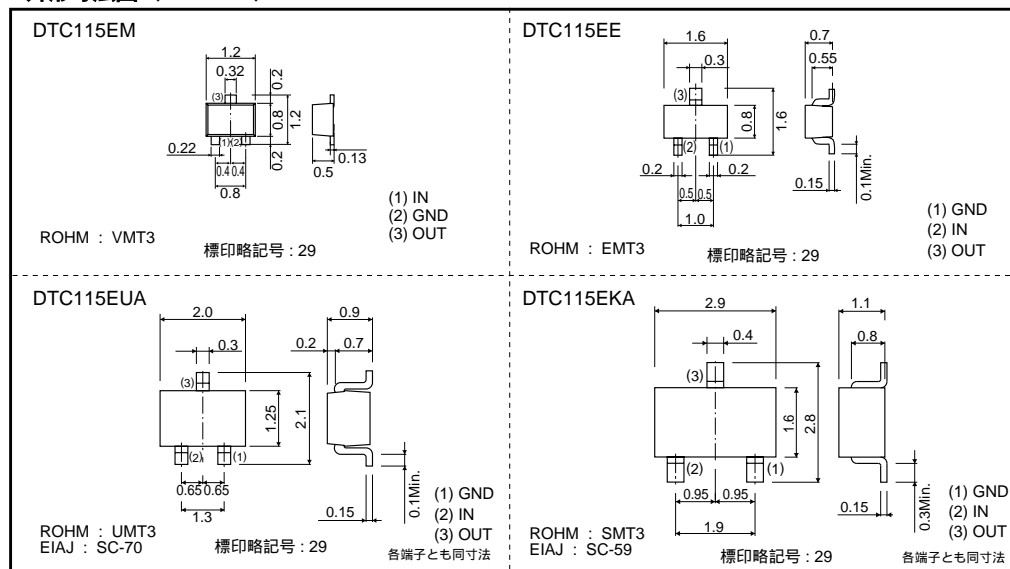 DTC115EM
1.2
0.32
0.2
(3)
0.8
1.2
(1)
(2)
0.22
0.2
0.4
0.4
0.8
0.13
0.5
(1) IN
(2) GND
(3) OUT
ROHM : VMT3
標印略記号 : 29
DTC115EE
1.6
0.7
0.3
0.55
(3)
0.8
1.6
(2)
(1)
0.2
0.2
0.5
0.5
1.0
0.15
0.1Min.
(1) GND
(2) IN
(3) OUT
ROHM : EMT3
標印略記号 : 29
DTC115EUA
2.0
0.9
0.3
0.2
0.7
(3)
1.25
2.1
(2)
(1)
0.65
0.65
1.3
0.15
0.1Min.
(1) GND
(2) IN
(3) OUT
ROHM : UMT3
EIAJ : SC-70
標印略記号 : 29
各端子とも同寸法
DTC115EKA
2.9
1.1
0.4
0.8
(3)
1.6
2.8
(2)
(1)
0.95
0.95
1.9
0.15
0.3Min.
(1) GND
(2) IN
(3) OUT
ROHM : SMT3
EIAJ : SC-59
標印略記号 : 29
各端子とも同寸法